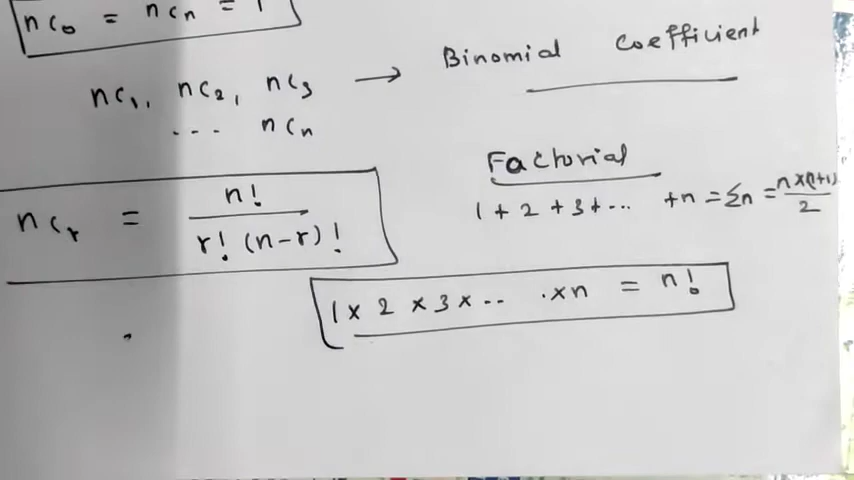 nC₀ = nCₙ = 1
nC₁, nC₂, nC₃ → Binomial Coefficient
... nCₙ
Factorial
1 + 2 + 3 + ... + n = Σn = n×(n+1)/2
nCᵣ = n!/r!(n-r)!
1 × 2 × 3 × .. . × n = n!